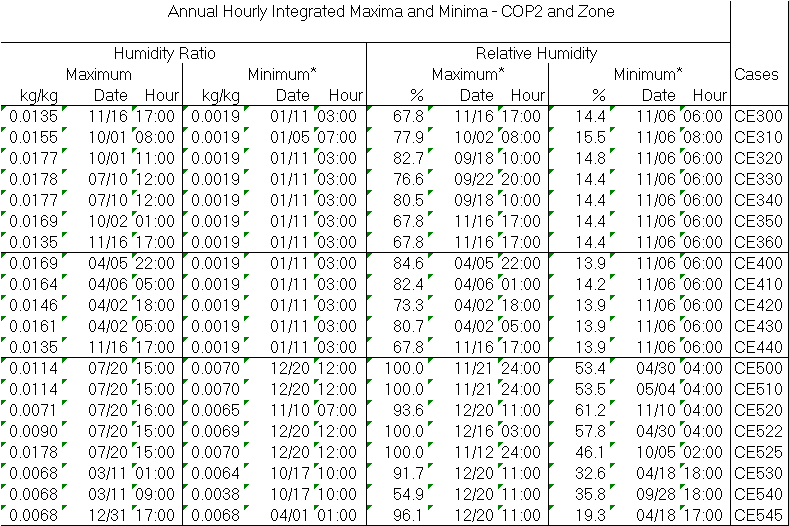 Annual Hourly Integrated Maxima and Minima - COP2 and Zone
Humidity Ratio Relative Humidity
Maximum Minimum* Maximum* Minimum* Cases
kg/kg Date Hour kg/kg Date Hour % Date Hour % Date Hour
0.0135 11/16 17:00 0.0019 01/11 03:00 67.8 11/16 17:00 14.4 11/06 06:00 CE300
0.0155 10/01 08:00 0.0019 01/05 07:00 77.9 10/02 08:00 15.5 11/06 08:00 CE310
0.0177 10/01 11:00 0.0019 01/11 03:00 82.7 09/18 10:00 14.8 11/06 06:00 CE320
0.0178 07/10 12:00 0.0019 01/11 03:00 76.6 09/22 20:00 14.4 11/06 06:00 CE330
0.0177 07/10 12:00 0.0019 01/11 03:00 80.5 09/18 10:00 14.4 11/06 06:00 CE340
0.0169 10/02 01:00 0.0019 01/11 03:00 67.8 11/16 17:00 14.4 11/06 06:00 CE350
0.0135 11/16 17:00 0.0019 01/11 03:00 67.8 11/16 17:00 14.4 11/06 06:00 CE360
0.0169 04/05 22:00 0.0019 01/11 03:00 84.6 04/05 22:00 13.9 11/06 06:00 CE400
0.0164 04/06 05:00 0.0019 01/11 03:00 82.4 04/06 01:00 14.2 11/06 06:00 CE410
0.0146 04/02 18:00 0.0019 01/11 03:00 73.3 04/02 18:00 13.9 11/06 06:00 CE420
0.0161 04/02 05:00 0.0019 01/11 03:00 80.7 04/02 05:00 13.9 11/06 06:00 CE430
0.0135 11/16 17:00 0.0019 01/11 03:00 67.8 11/16 17:00 13.9 11/06 06:00 CE440
0.0114 07/20 15:00 0.0070 12/20 12:00 100.0 11/21 24:00 53.4 04/30 04:00 CE500
0.0114 07/20 15:00 0.0070 12/20 12:00 100.0 11/21 24:00 53.5 05/04 04:00 CE510
0.0071 07/20 16:00 0.0065 11/10 07:00 93.6 12/20 11:00 61.2 11/10 04:00 CE520
0.0090 07/20 15:00 0.0069 12/20 12:00 100.0 12/16 03:00 57.8 04/30 04:00 CE522
0.0178 07/20 15:00 0.0070 12/20 12:00 100.0 11/12 24:00 46.1 10/05 02:00 CE525
0.0068 03/11 01:00 0.0064 10/17 10:00 91.7 12/20 11:00 32.6 04/18 18:00 CE530
0.0068 03/11 09:00 0.0038 10/17 10:00 54.9 12/20 11:00 35.8 09/28 18:00 CE540
0.0068 12/31 17:00 0.0068 04/01 01:00 96.1 12/20 11:00 19.3 04/18 17:00 CE545